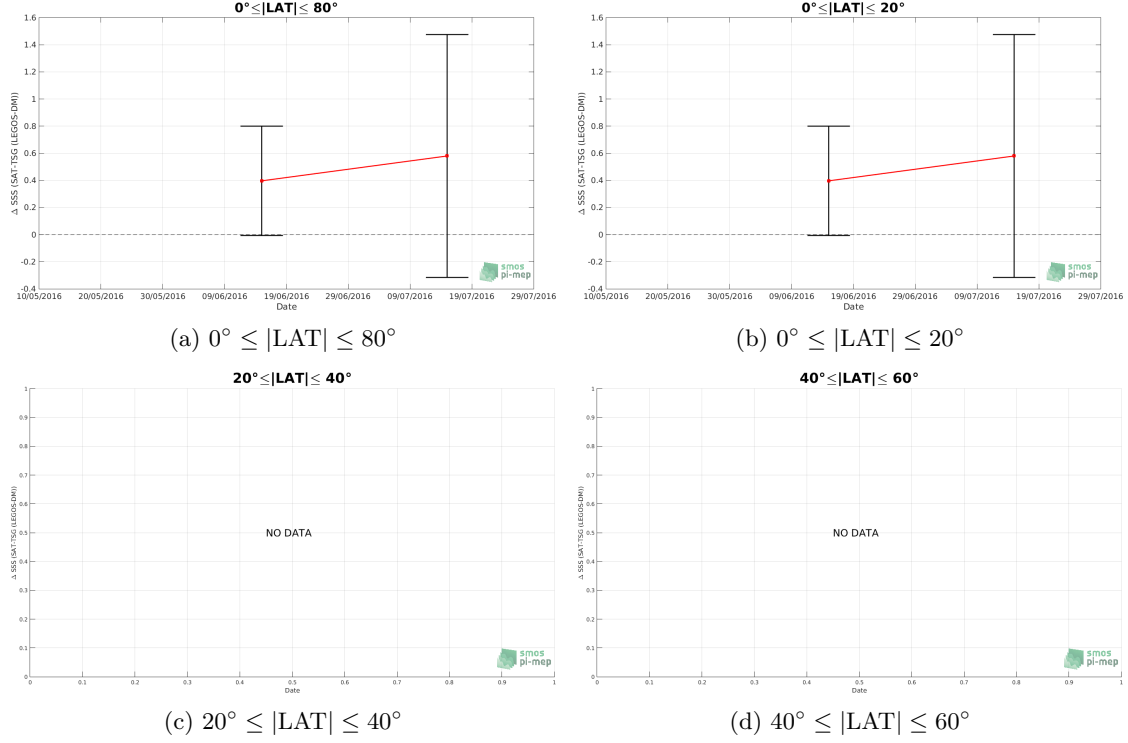 0°≤|LAT|≤ 80°
1.6
1.4
1.2
1
0.8
0.6
0.4
0.2
0
-0.2
-0.4
Δ SSS (SAT-TSG (LEGOS-DM))
10/05/2016 20/05/2016 30/05/2016 09/06/2016 19/06/2016 29/06/2016 09/07/2016 19/07/2016 29/07/2016
Date
smos
pi-mep
(a) 0° ≤ |LAT| ≤ 80°
0°≤|LAT|≤ 20°
1.6
1.4
1.2
1
0.8
0.6
0.4
0.2
0
-0.2
-0.4
Δ SSS (SAT-TSG (LEGOS-DM))
10/05/2016 20/05/2016 30/05/2016 09/06/2016 19/06/2016 29/06/2016 09/07/2016 19/07/2016 29/07/2016
Date
smos
pi-mep
(b) 0° ≤ |LAT| ≤ 20°
20°≤|LAT|≤ 40°
1
0.9
0.8
0.7
0.6
0.5
0.4
0.3
0.2
0.1
0
Δ SSS (SAT-TSG (LEGOS-DM))
NO DATA
0 0.1 0.2 0.3 0.4 0.5 0.6 0.7 0.8 0.9 1
Date
smos
pi-mep
(c) 20° ≤ |LAT| ≤ 40°
40°≤|LAT|≤ 60°
1
0.9
0.8
0.7
0.6
0.5
0.4
0.3
0.2
0.1
0
Δ SSS (SAT-TSG (LEGOS-DM))
NO DATA
0 0.1 0.2 0.3 0.4 0.5 0.6 0.7 0.8 0.9 1
Date
smos
pi-mep
(d) 40° ≤ |LAT| ≤ 60°